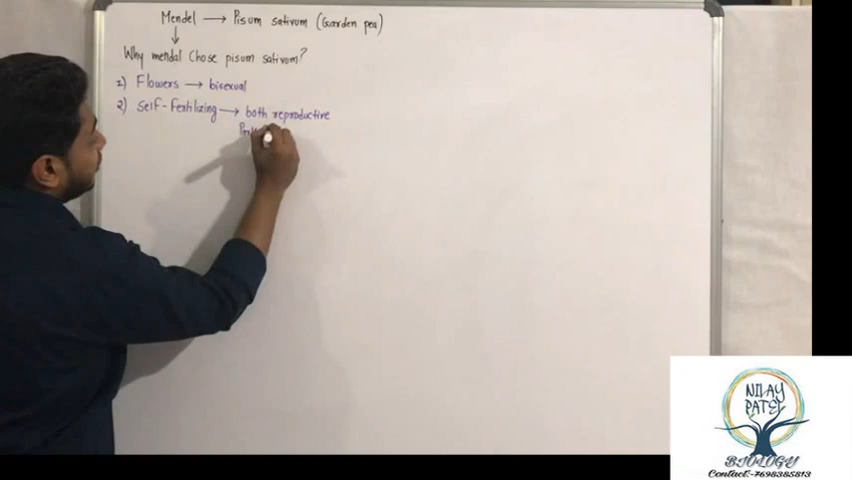 Mendel → Pisum sativum (Garden pea)
↓
Why mendal chose pisum sativum?
1) Flowers → bisexual
2) Self-fertilizing → both reproductive
NILAY
PATEL
BIOLOGY
Contact:-7698385813